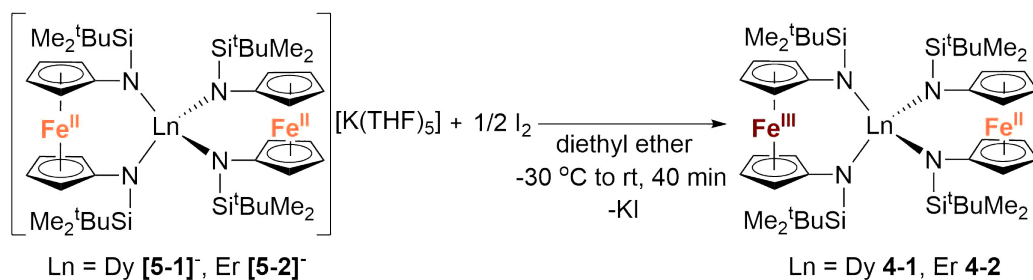 Me₂ᵗBuSi SiᵗBuMe₂ Me₂ᵗBuSi SiᵗBuMe₂
N N N N
Feᴵᴵ Ln Feᴵᴵ [K(THF)₅] + 1/2 I₂ diethyl ether Feᴵᴵᴵ Ln Feᴵᴵ
-30 °C to rt, 40 min
N N -KI N N
Me₂ᵗBuSi SiᵗBuMe₂ Me₂ᵗBuSi SiᵗBuMe₂
Ln = Dy [5-1]⁻, Er [5-2]⁻ Ln = Dy 4-1, Er 4-2